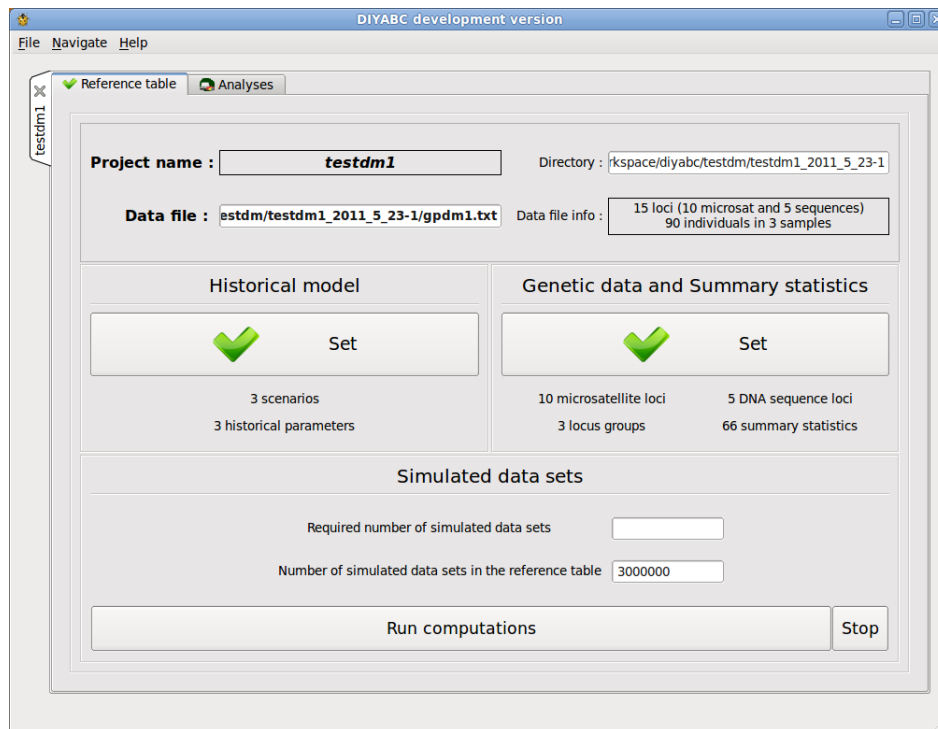 DIYABC development version
File Navigate Help
testdm1
Reference table
Analyses
Project name : testdm1
Directory : rkspace/diyabc/testdm/testdm1_2011_5_23-1
Data file : estdm/testdm1_2011_5_23-1/gpdm1.txt
Data file info : 15 loci (10 microsat and 5 sequences)
90 individuals in 3 samples
Historical model
Set
3 scenarios
3 historical parameters
Genetic data and Summary statistics
Set
10 microsatellite loci 5 DNA sequence loci
3 locus groups 66 summary statistics
Simulated data sets
Required number of simulated data sets
Number of simulated data sets in the reference table 3000000
Run computations Stop